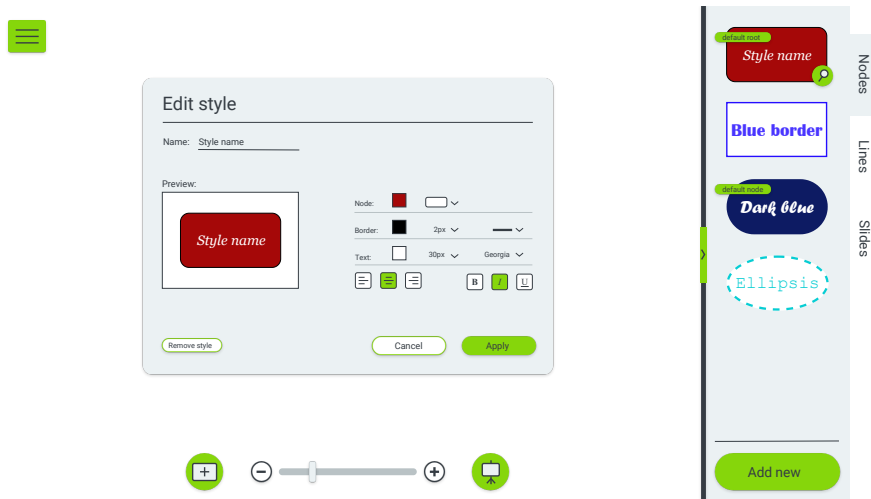 Edit style
Name: Style name
Preview:
Style name
Node:
Border: 2px
Text: 30px Georgia
B I U
Remove style
Cancel
Apply
default root
Style name
Blue border
default node
Dark blue
Ellipsis
Add new
Nodes
Lines
Slides